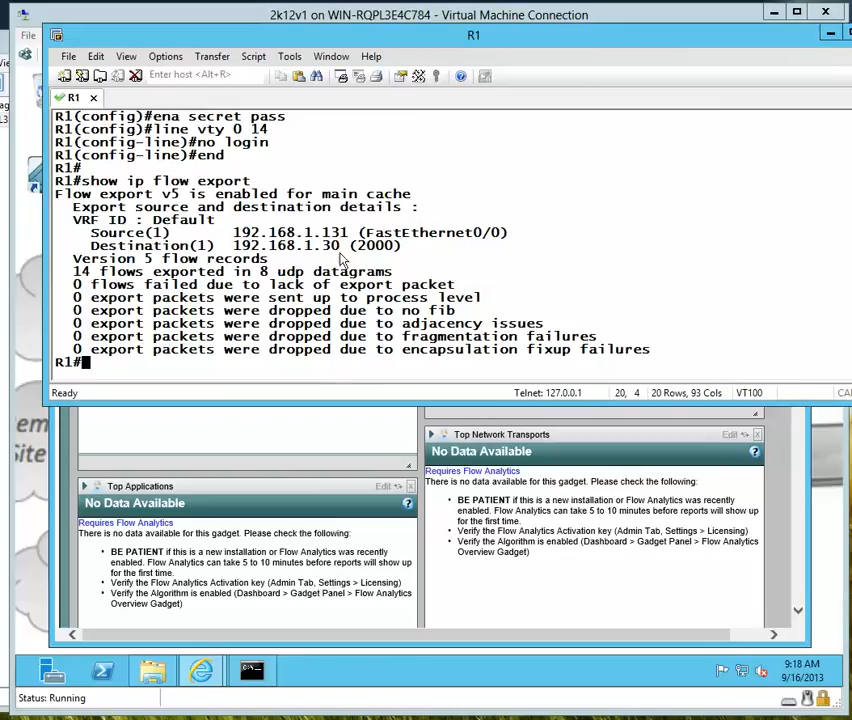 2k12v1 on WIN-RQPL3E4C784 - Virtual Machine Connection
File
R1
File Edit View Options Transfer Script Tools Window Help
Enter host <Alt+R>
R1
R1(config)#ena secret pass
R1(config)#line vty 0 14
R1(config-line)#no login
R1(config-line)#end
R1#
R1#show ip flow export
Flow export v5 is enabled for main cache
Export source and destination details :
VRF ID : Default
Source(1) 192.168.1.131 (FastEthernet0/0)
Destination(1) 192.168.1.30 (2000)
Version 5 flow records
14 flows exported in 8 udp datagrams
0 flows failed due to lack of export packet
0 export packets were sent up to process level
0 export packets were dropped due to no fib
0 export packets were dropped due to adjacency issues
0 export packets were dropped due to fragmentation failures
0 export packets were dropped due to encapsulation fixup failures
R1#
Ready Telnet: 127.0.0.1 20, 4 20 Rows, 93 Cols VT100
Top Network Transports Edit
No Data Available ?
Requires Flow Analytics
There is no data available for this gadget. Please check the following:
BE PATIENT if this is a new installation or Flow Analytics was recently
enabled. Flow Analytics can take 5 to 10 minutes before reports will show up
for the first time.
Verify the Flow Analytics Activation key (Admin Tab, Settings > Licensing)
Verify the Algorithm is enabled (Dashboard > Gadget Panel > Flow Analytics
Overview Gadget)
Top Applications Edit
No Data Available ?
Requires Flow Analytics
There is no data available for this gadget. Please check the following:
BE PATIENT if this is a new installation or Flow Analytics was recently
enabled. Flow Analytics can take 5 to 10 minutes before reports will show up
for the first time.
Verify the Flow Analytics Activation key (Admin Tab, Settings > Licensing)
Verify the Algorithm is enabled (Dashboard > Gadget Panel > Flow Analytics
Overview Gadget)
9:18 AM
9/16/2013
Status: Running